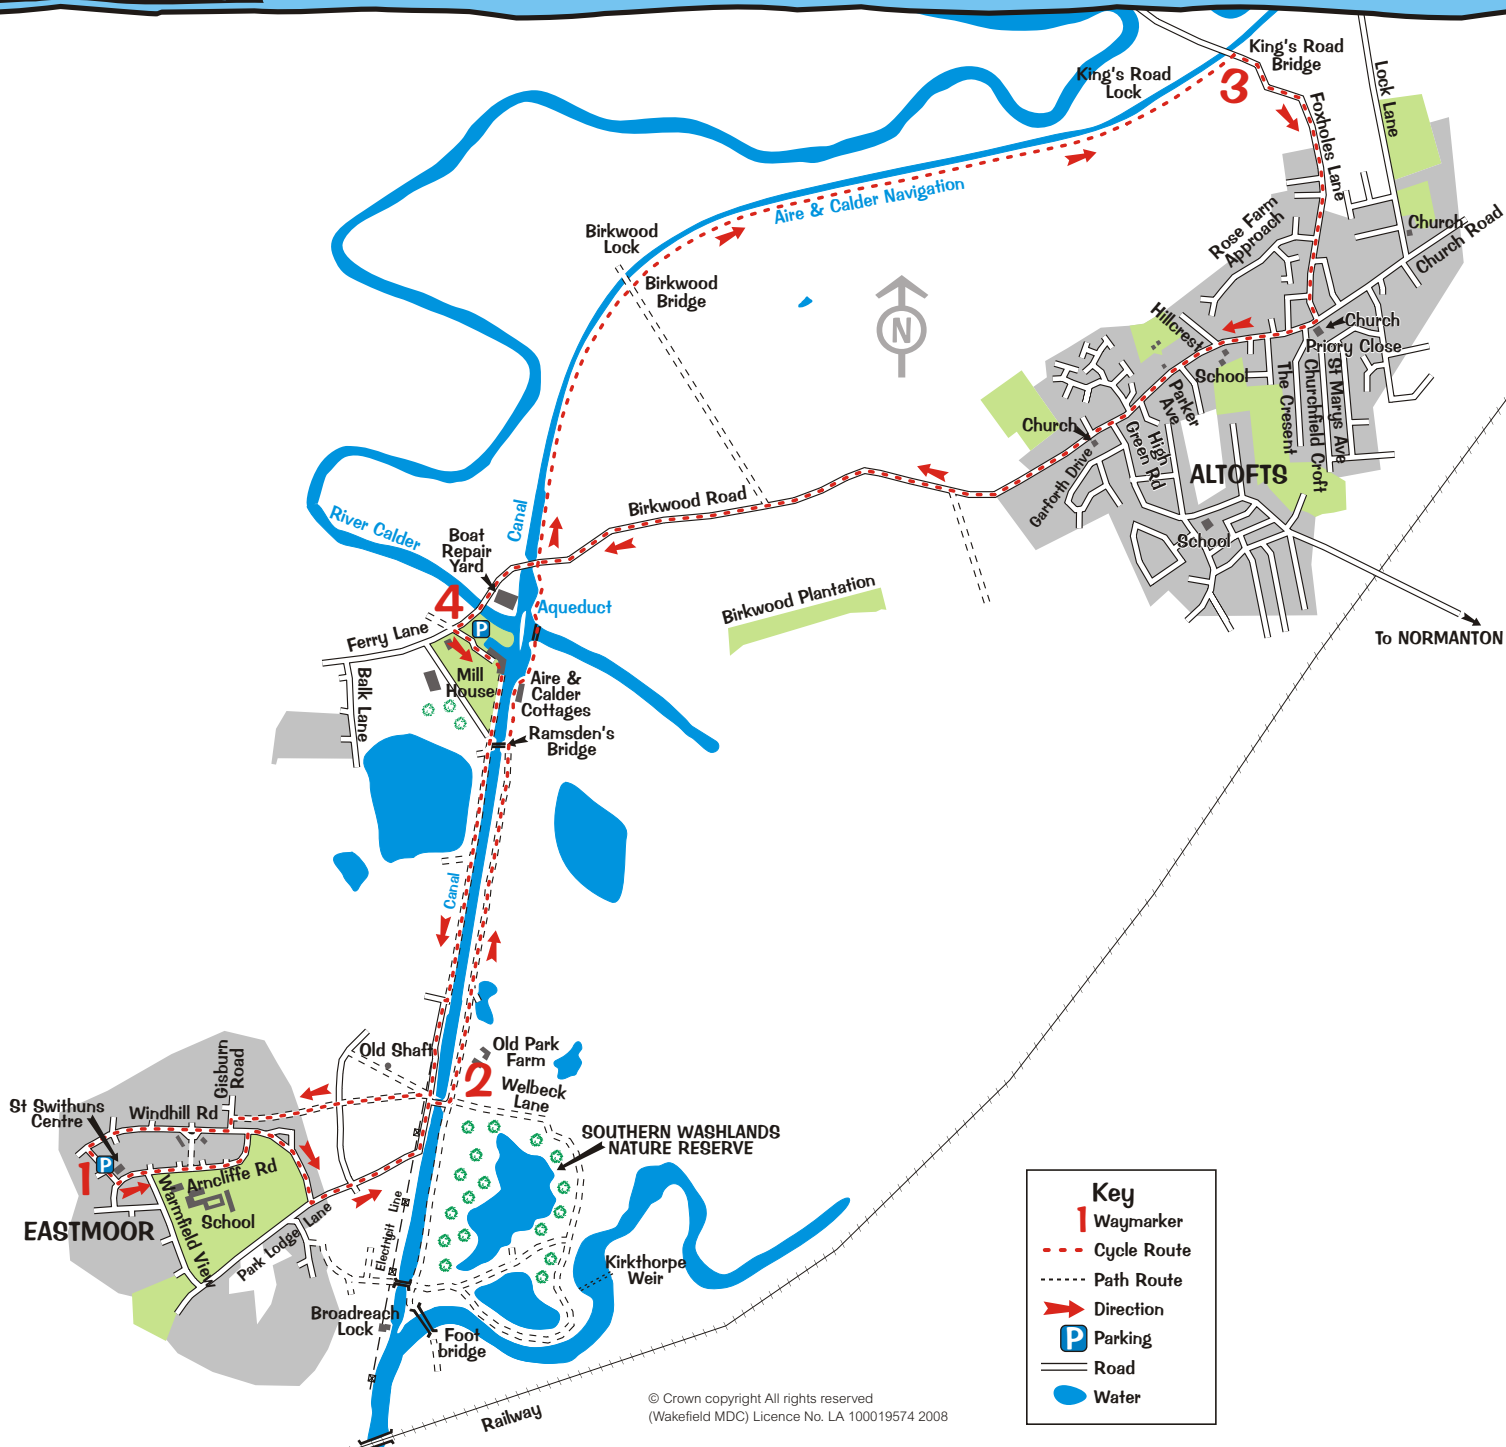 King's Road
Bridge
King's Road
Lock
3
Lock Lane
Foxholes Lane
Aire & Calder Navigation
Birkwood
Lock
Birkwood
Bridge
Rose Farm
Approach
Church
Church Road
N
Hillcrest
Church
Priory Close
School
Parker
Ave
The Cresent
Churchfield Croft
St Marys Ave
Church
High
Green Rd
Garforth Drive
ALTOFTS
School
Birkwood Road
Canal
River Calder
Boat
Repair
Yard
4
Aqueduct
P
Birkwood Plantation
To NORMANTON
Ferry Lane
Balk Lane
Mill
House
Aire &
Calder
Cottages
Ramsden's
Bridge
Canal
Old Shaft
Old Park
Farm
2
Welbeck
Lane
Gisburn
Road
St Swithuns
Centre
Windhill Rd
1
P
Arncliffe Rd
Warmfield View
School
EASTMOOR
Park Lodge Lane
SOUTHERN WASHLANDS
NATURE RESERVE
Electricity Line
Kirkthorpe
Weir
Broadreach
Lock
Foot
bridge
Railway
Key
1 Waymarker
Cycle Route
Path Route
Direction
P Parking
Road
Water
© Crown copyright All rights reserved
(Wakefield MDC) Licence No. LA 100019574 2008